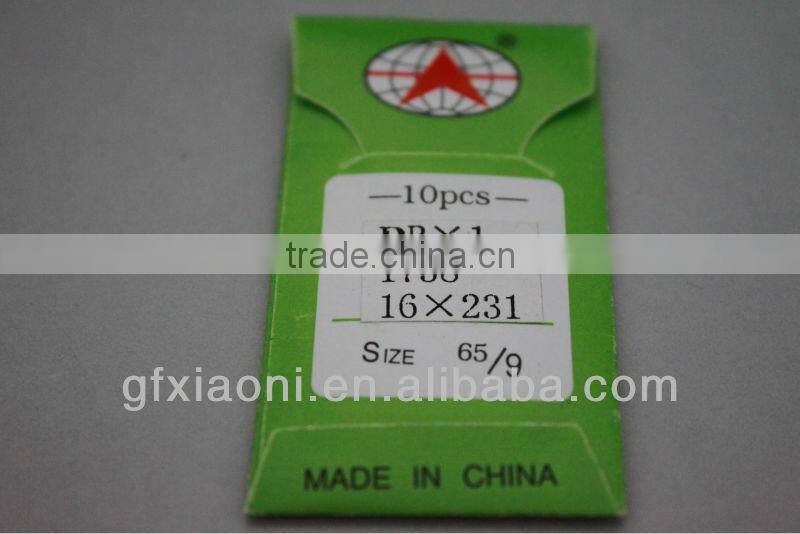 ®
—10pcs—
trade.china.cn
16×231
SIZE 65/9
gfxiaoni.en.alibaba.com
MADE IN CHINA